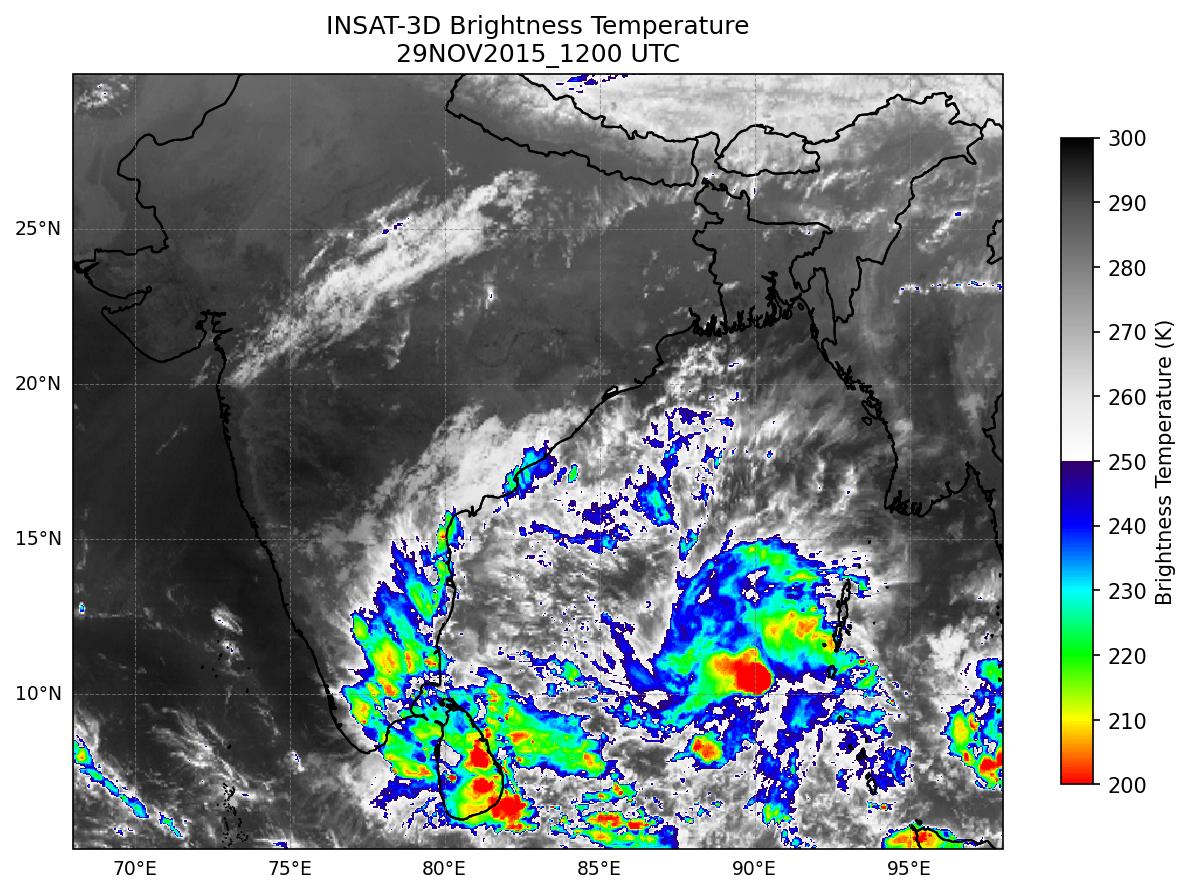 INSAT-3D Brightness Temperature
29NOV2015_1200 UTC
25°N
20°N
15°N
10°N
70°E
75°E
80°E
85°E
90°E
95°E
300
290
280
270
260
250
240
230
220
210
200
Brightness Temperature (K)